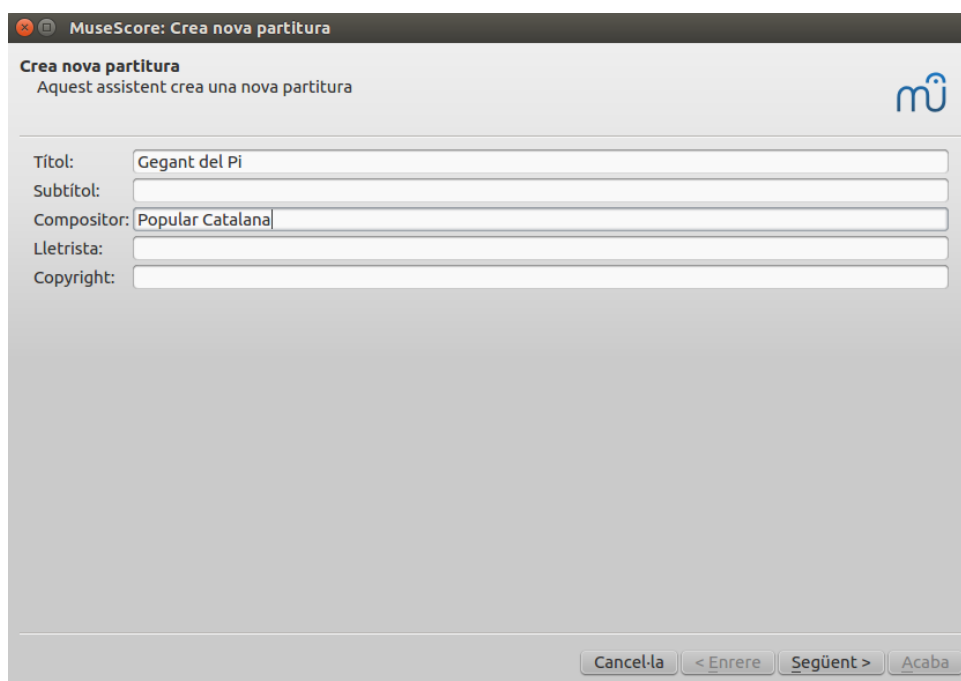 MuseScore: Crea nova partitura
Crea nova partitura
Aquest assistent crea una nova partitura
mü
Títol: Gegant del Pi
Subtítol:
Compositor: Popular Catalana
Lletrista:
Copyright:
Cancel·la < Enrere Següent > Acaba